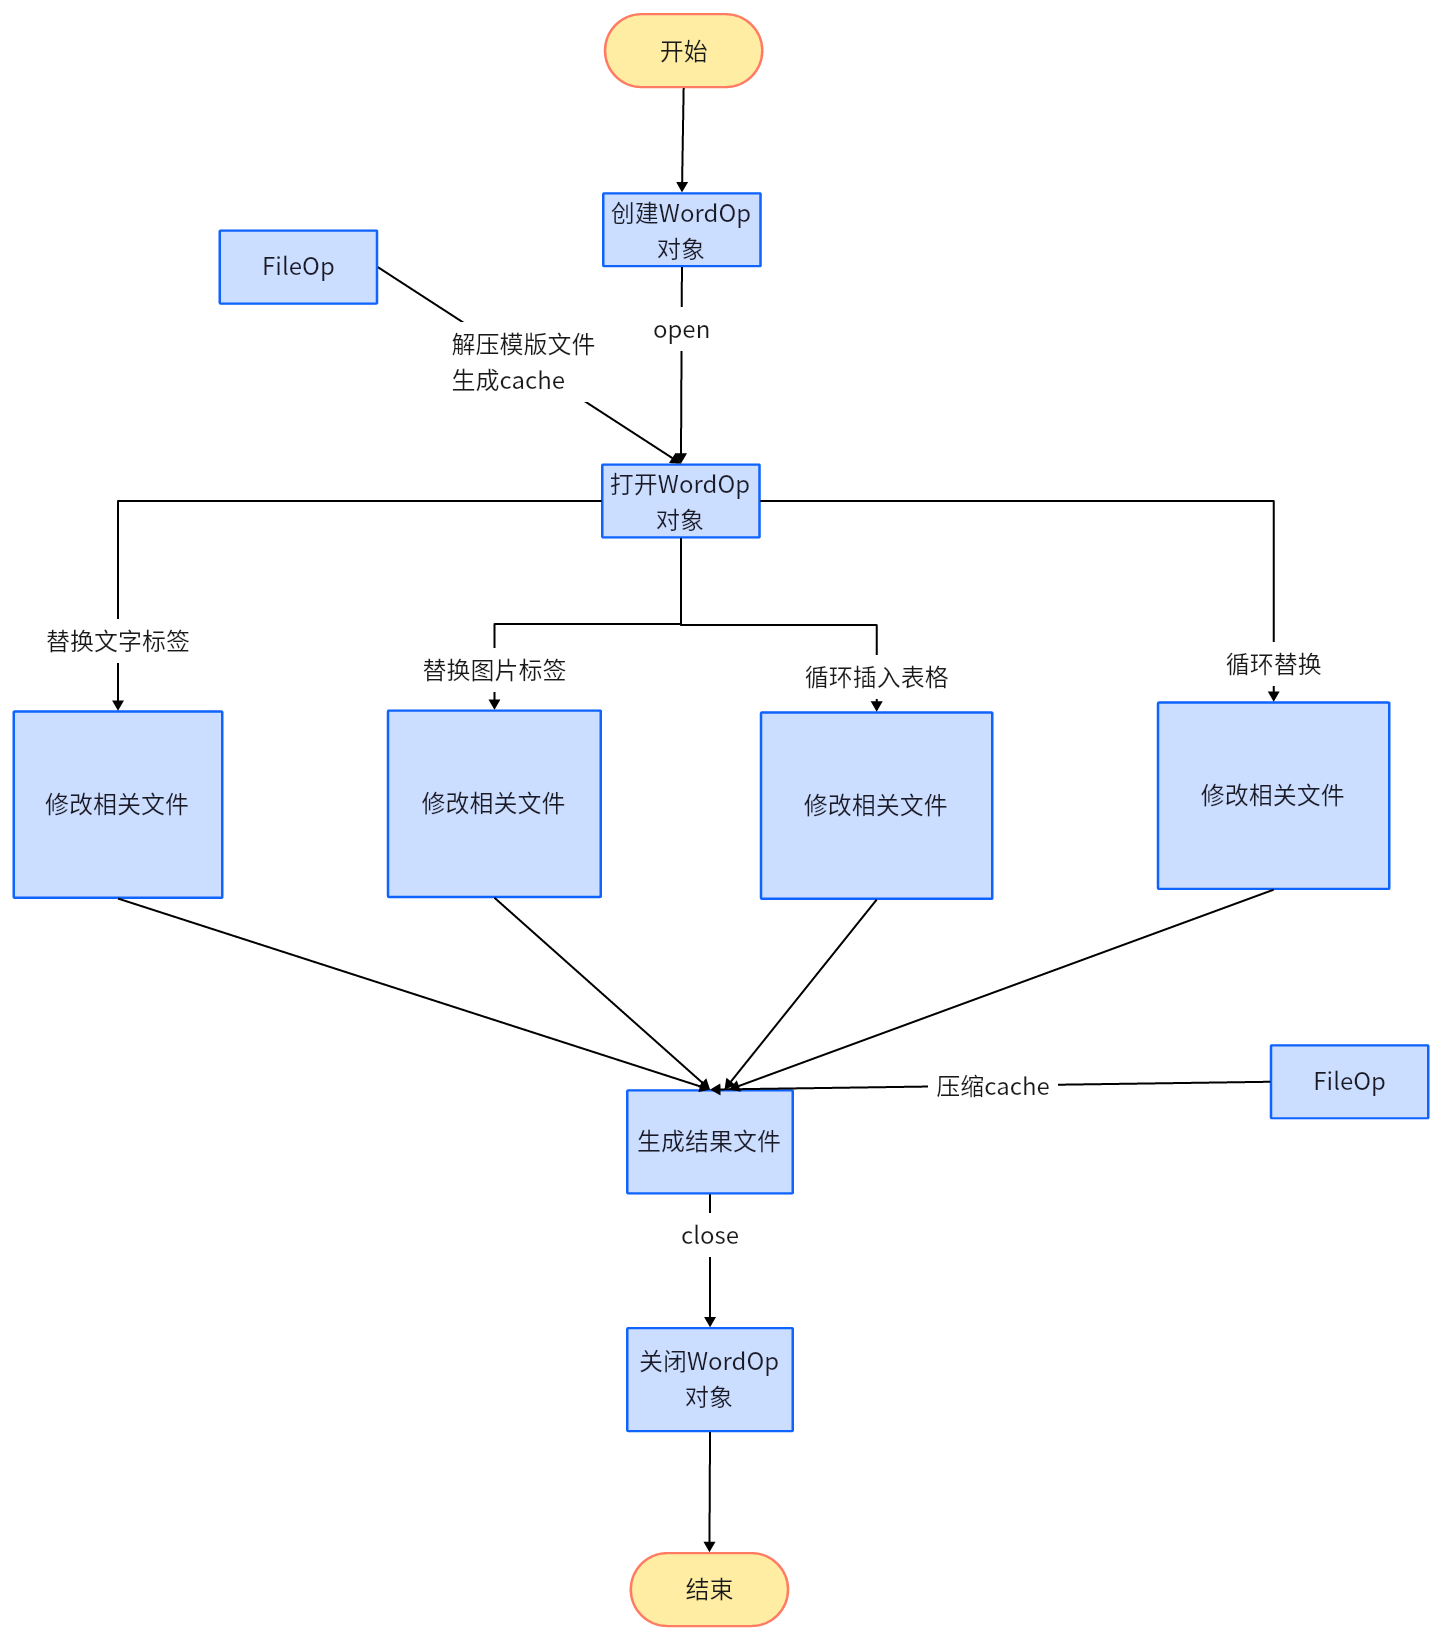 开始
创建WordOp
对象
FileOp
open
解压模版文件
生成cache
打开WordOp
对象
替换文字标签
替换图片标签
循环插入表格
循环替换
修改相关文件
修改相关文件
修改相关文件
修改相关文件
压缩cache
FileOp
生成结果文件
close
关闭WordOp
对象
结束